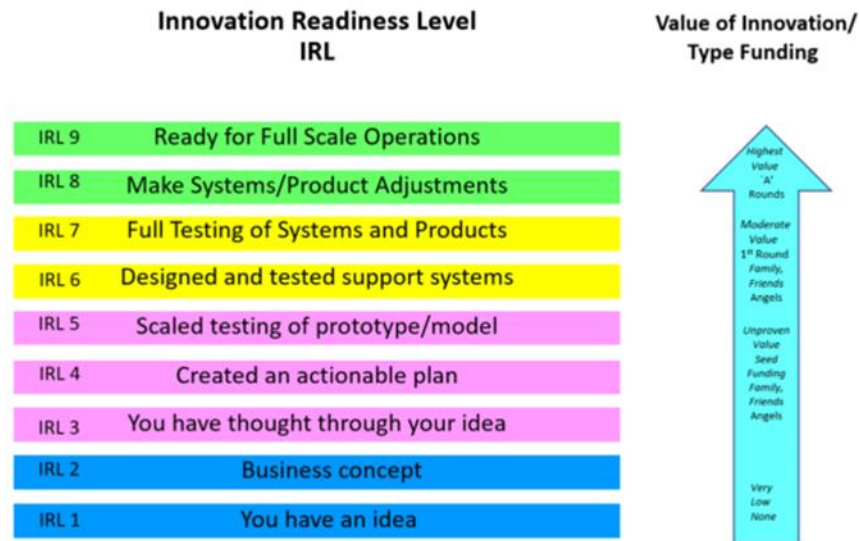 Innovation Readiness Level
IRL
Value of Innovation/
Type Funding
IRL 9 Ready for Full Scale Operations
IRL 8 Make Systems/Product Adjustments
IRL 7 Full Testing of Systems and Products
IRL 6 Designed and tested support systems
IRL 5 Scaled testing of prototype/model
IRL 4 Created an actionable plan
IRL 3 You have thought through your idea
IRL 2 Business concept
IRL 1 You have an idea
Highest
Value
`A'
Rounds
Moderate
Value
1st Round
Family,
Friends
Angels
Unproven
Value
Seed
Funding
Family,
Friends
Angels
Very
Low
None